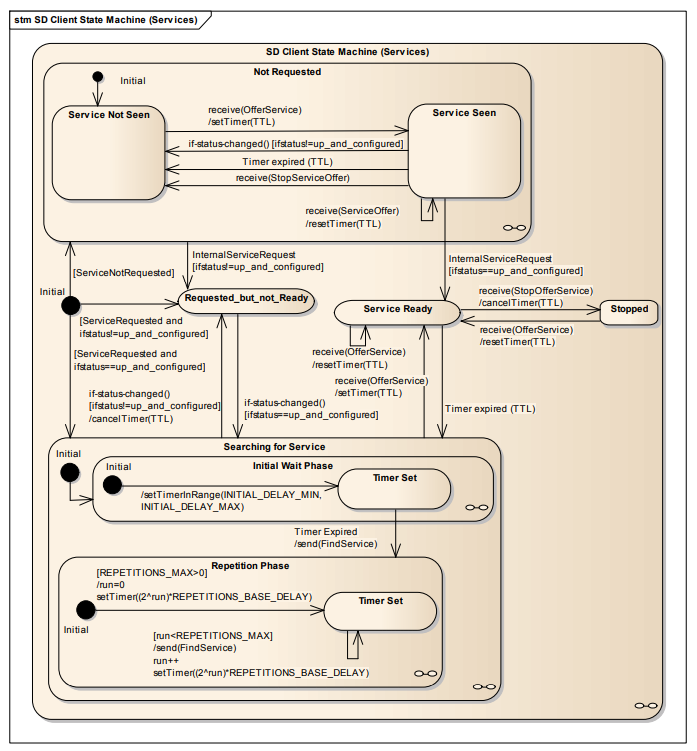 stm SD Client State Machine (Services)
SD Client State Machine (Services)
Not Requested
Initial
Service Not Seen
Service Seen
receive(OfferService)
/setTimer(TTL)
if-status-changed() [ifstatus!=up_and_configured]
Timer expired (TTL)
receive(StopServiceOffer)
receive(ServiceOffer)
/resetTimer(TTL)
InternalServiceRequest
[ifstatus!=up_and_configured]
InternalServiceRequest
[ifstatus==up_and_configured]
[ServiceNotRequested]
Initial
Requested_but_not_Ready
Service Ready
receive(StopOfferService)
/cancelTimer(TTL)
Stopped
receive(OfferService)
/resetTimer(TTL)
[ServiceRequested and
ifstatus!=up_and_configured]
[ServiceRequested and
ifstatus==up_and_configured]
receive(OfferService)
/resetTimer(TTL)
receive(OfferService)
/setTimer(TTL)
if-status-changed()
[ifstatus!=up_and_configured]
/cancelTimer(TTL)
if-status-changed()
[ifstatus==up_and_configured]
Timer expired (TTL)
Searching for Service
Initial
Initial Wait Phase
Initial
Timer Set
/setTimerInRange(INITIAL_DELAY_MIN,
INITIAL_DELAY_MAX)
Timer Expired
/send(FindService)
Repetition Phase
[REPETITIONS_MAX>0]
/run=0
setTimer((2^run)*REPETITIONS_BASE_DELAY)
Timer Set
Initial
[run<REPETITIONS_MAX]
/send(FindService)
run++
setTimer((2^run)*REPETITIONS_BASE_DELAY)